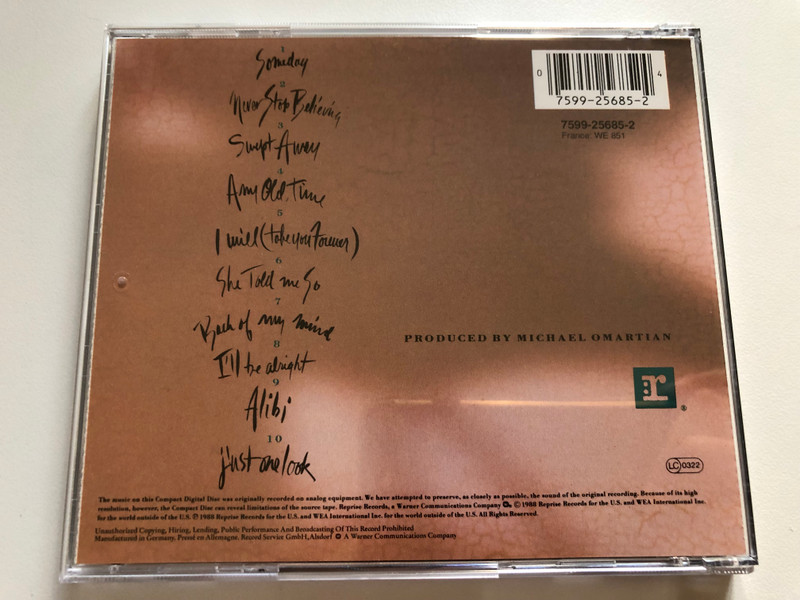 1
Someday
2
Never Stop Believing
3
Swept Away
4
Any Old Time
5
I will (take you Forever)
6
She Told me So
7
Back of my mind
8
I'll be alright
9
Alibi
10
just one look
0 4
7599-25685-2
7599-25685-2
France: WE 851
PRODUCED BY MICHAEL OMARTIAN
:r ®
LC 0322
The music on this Compact Digital Disc was originally recorded on analog equipment. We have attempted to preserve, as closely as possible, the sound of the original recording. Because of its high
resolution, however, the Compact Disc can reveal limitations of the source tape. Reprise Records, a Warner Communications Company © 1988 Reprise Records for the U.S. and WEA International Inc.
for the world outside of the U.S. ℗ 1988 Reprise Records for the U.S. and WEA International Inc. for the world outside of the U.S. All Rights Reserved.
Unauthorized Copying, Hiring, Lending, Public Performance And Broadcasting Of This Record Prohibited
Manufactured in Germany. Pressé en Allemagne. Record Service GmbH, Alsdorf A Warner Communications Company